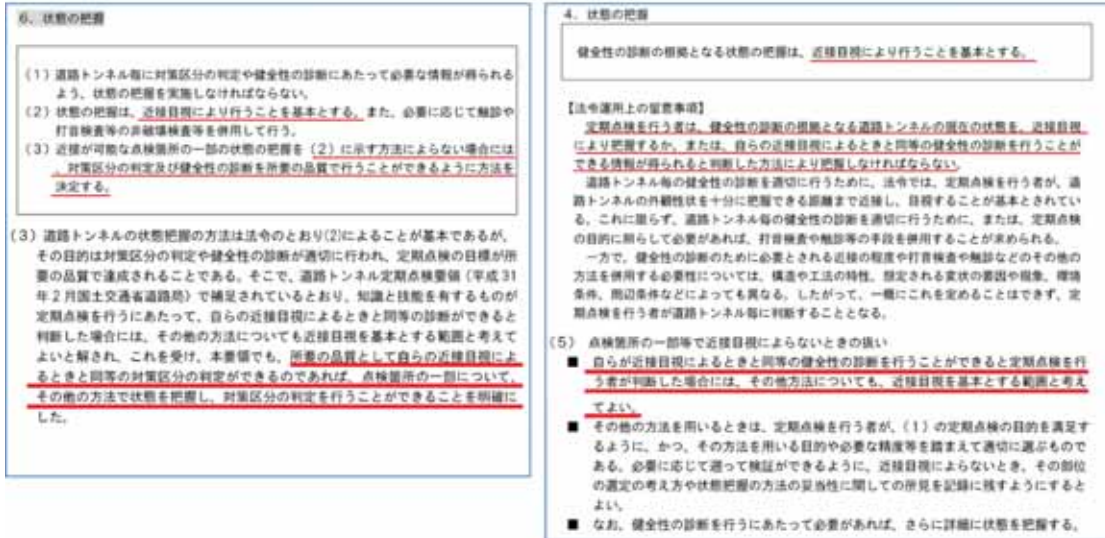 6. 状態の把握
(1)道路トンネル毎に対策区分の判定や健全性の診断にあたって必要な情報が得られる
よう、状態の把握を実施しなければならない。
(2)状態の把握は、近接目視により行うことを基本とする。また、必要に応じて触診や
打音検査等の非破壊検査等を併用して行う。
(3)近接が可能な点検箇所の一部の状態の把握を(2)に示す方法によらない場合には
、対策区分の判定及び健全性の診断を所要の品質で行うことができるように方法を
決定する。
(3)道路トンネルの状態把握の方法は法令のとおり(2)によることが基本であるが、
その目的は対策区分の判定や健全性の診断が適切に行われ、定期点検の目標が所
要の品質で達成されることである。そこで、道路トンネル定期点検要領(平成31
年2月国土交通省道路局)で補足されているとおり、知識と技能を有するものが
定期点検を行うにあたって、自らの近接目視によるときと同等の診断ができると
判断した場合には、その他の方法についても近接目視を基本とする範囲と考えて
よいと解され、これを受け、本要領でも、所要の品質として自らの近接目視によ
るときと同等の対策区分の判定ができるのであれば、点検箇所の一部について、
その他の方法で状態を把握し、対策区分の判定を行うことができることを明確に
した。
4. 状態の把握
健全性の診断の根拠となる状態の把握は、近接目視により行うことを基本とする。
【法令運用上の留意事項】
定期点検を行う者は、健全性の診断の根拠となる道路トンネルの現在の状態を、近接目視
により把握するか、または、自らの近接目視によるときと同等の健全性の診断を行うことが
できる情報が得られると判断した方法により把握しなければならない。
道路トンネル毎の健全性の診断を適切に行うために、法令では、定期点検を行う者が、道
路トンネルの外観性状を十分に把握できる距離まで近接し、目視することが基本とされてい
る。これに限らず、道路トンネル毎の健全性の診断を適切に行うために、または、定期点検
の目的に照らして必要があれば、打音検査や触診等の手段を併用することが求められる。
一方で、健全性の診断のために必要とされる近接の程度や打音検査や触診などのその他の
方法を併用する必要性については、構造や工法の特性、想定される変状の要因や現象、環境
条件、周辺条件などによっても異なる。したがって、一概にこれを定めることはできず、定
期点検を行う者が道路トンネル毎に判断することとなる。
(5) 点検箇所の一部等で近接目視によらないときの扱い
■ 自らが近接目視によるときと同等の健全性の診断を行うことができると定期点検を行
う者が判断した場合には、その他方法についても、近接目視を基本とする範囲と考え
てよい。
■ その他の方法を用いるときは、定期点検を行う者が、(1)の定期点検の目的を満足す
るように、かつ、その方法を用いる目的や必要な精度等を踏まえて適切に選ぶもので
ある。必要に応じて遡って検証ができるように、近接目視によらないとき、その部位
の選定の考え方や状態把握の方法の妥当性に関しての所見を記録に残すようにすると
よい。
■ なお、健全性の診断を行うにあたって必要があれば、さらに詳細に状態を把握する。